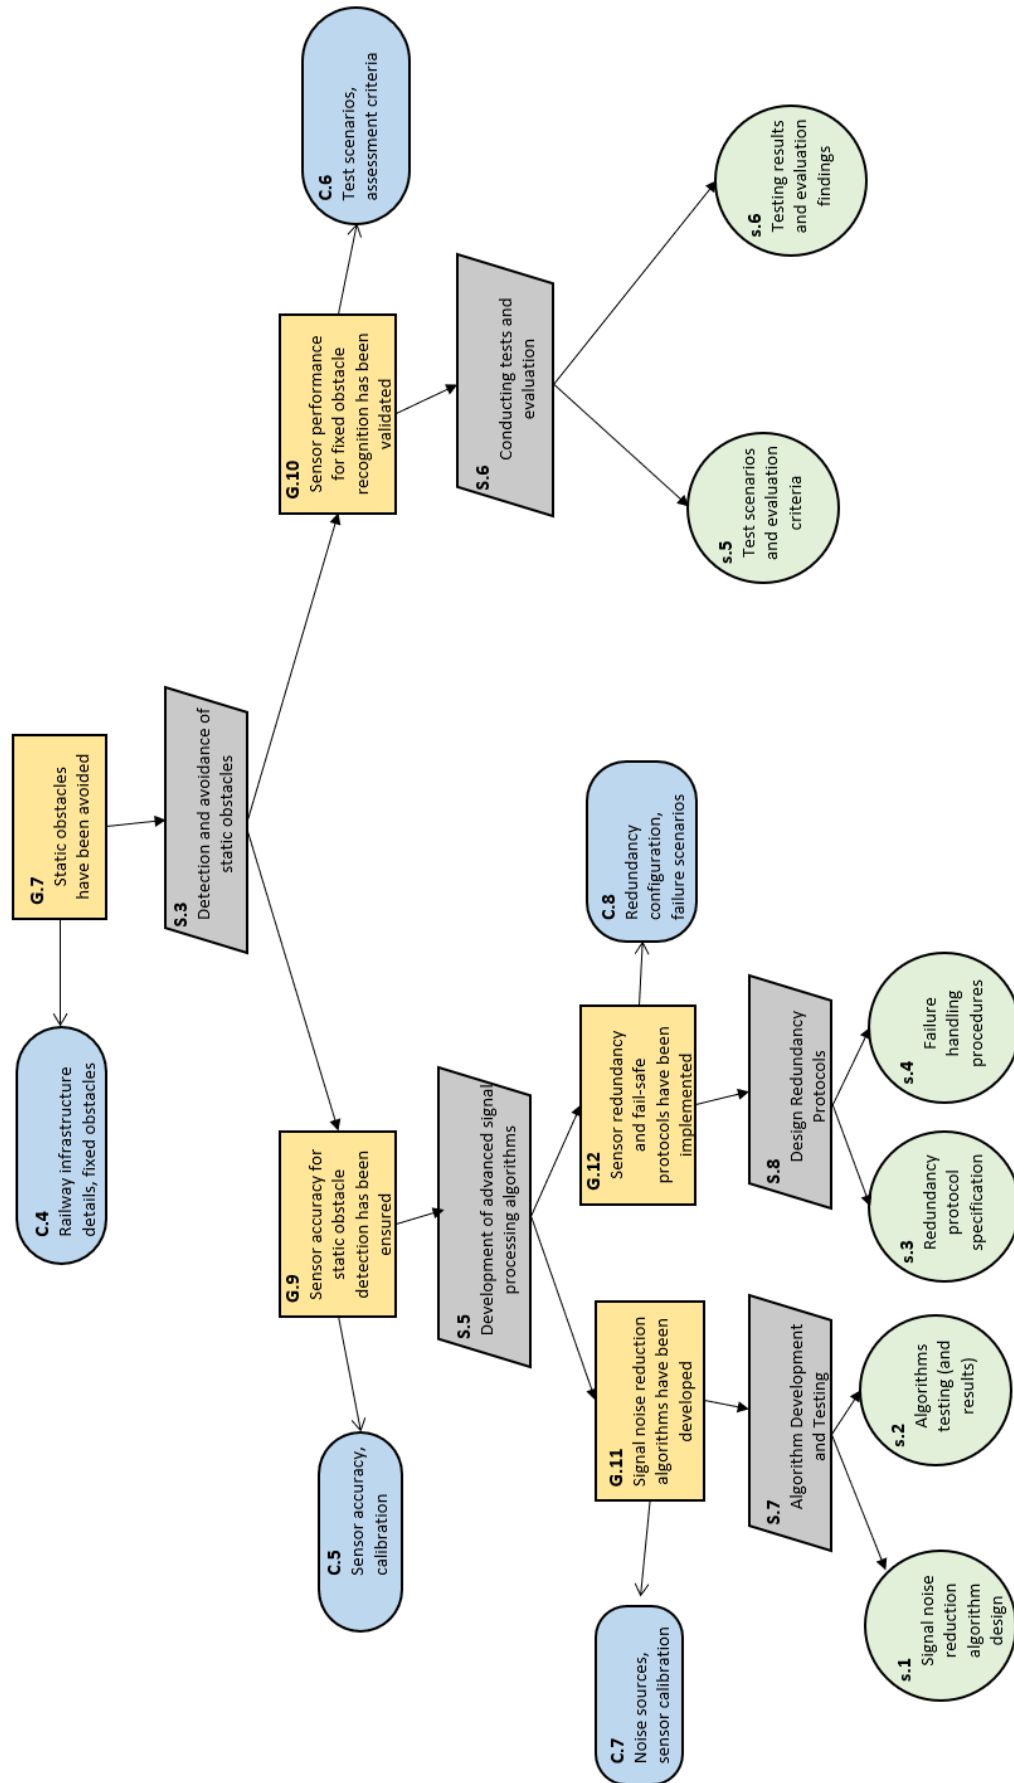 G.7
Static obstacles
have been avoided
C.4
Railway infrastructure
details, fixed obstacles
S.3
Detection and avoidance of
static obstacles
G.9
Sensor accuracy for
static obstacle
detection has been
ensured
C.5
Sensor accuracy,
calibration
G.10
Sensor performance
for fixed obstacle
recognition has been
validated
C.6
Test scenarios,
assessment criteria
S.5
Development of advanced signal
processing algorithms
S.6
Conducting tests and
evaluation
C.7
Noise sources,
sensor calibration
G.11
Signal noise reduction
algorithms have been
developed
G.12
Sensor redundancy
and fail-safe
protocols have been
implemented
C.8
Redundancy
configuration,
failure scenarios
s.5
Test scenarios
and evaluation
criteria
s.6
Testing results
and evaluation
findings
S.7
Algorithm Development
and Testing
S.8
Design Redundancy
Protocols
s.1
Signal noise
reduction
algorithm
design
s.2
Algorithms
testing (and
results)
s.3
Redundancy
protocol
specification
s.4
Failure
handling
procedures